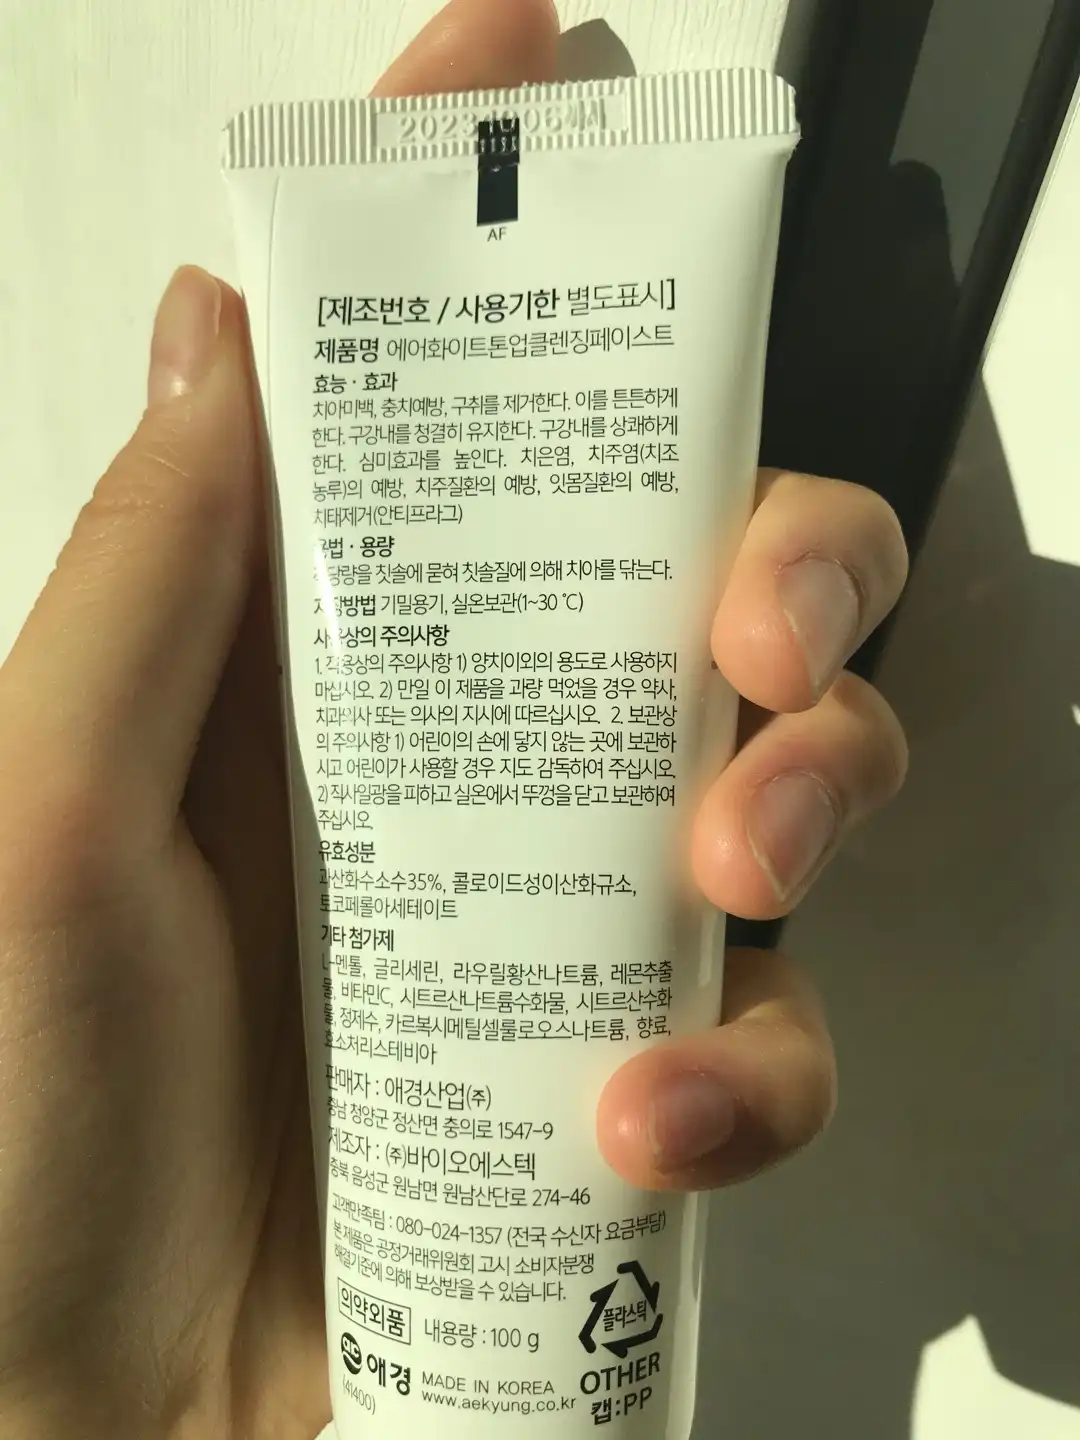 AF
[제조번호 / 사용기한 별도표시]
제품명 에어화이트톤업클렌징페이스트
효능 · 효과
치아미백, 충치예방, 구취를 제거한다. 이를 튼튼하게
한다. 구강내를 청결히 유지한다. 구강내를 상쾌하게
한다. 심미효과를 높인다. 치은염, 치주염(치조
농루)의 예방, 치주질환의 예방, 잇몸질환의 예방,
치태제거(안티프라그)
용법 · 용량
적당량을 칫솔에 묻혀 칫솔질에 의해 치아를 닦는다.
저장방법 기밀용기, 실온보관(1~30 ℃)
사용상의 주의사항
1. 적용상의 주의사항 1) 양치이외의 용도로 사용하지
마십시오. 2) 만일 이 제품을 과량 먹었을 경우 약사,
치과의사 또는 의사의 지시에 따르십시오. 2. 보관상
의 주의사항 1) 어린이의 손에 닿지 않는 곳에 보관하
시고 어린이가 사용할 경우 지도 감독하여 주십시오.
2) 직사일광을 피하고 실온에서 뚜껑을 닫고 보관하여
주십시오.
유효성분
과산화수소수35%, 콜로이드성이산화규소,
토코페롤아세테이트
기타 첨가제
L-멘톨, 글리세린, 라우릴황산나트륨, 레몬추출
물, 비타민C, 시트르산나트륨수화물, 시트르산수화
물, 정제수, 카르복시메틸셀룰로오스나트륨, 향료,
효소처리스테비아
판매자 : 애경산업(주)
충남 청양군 정산면 충의로 1547-9
제조자 : (주)바이오에스텍
충북 음성군 원남면 원남산단로 274-46
고객만족팀 : 080-024-1357 (전국 수신자 요금부담)
본 제품은 공정거래위원회 고시 소비자분쟁
해결기준에 의해 보상받을 수 있습니다.
의약외품 내용량 : 100 g
플라스틱
OTHER
캡:PP
애경
(41400)
MADE IN KOREA
www.aekyung.co.kr